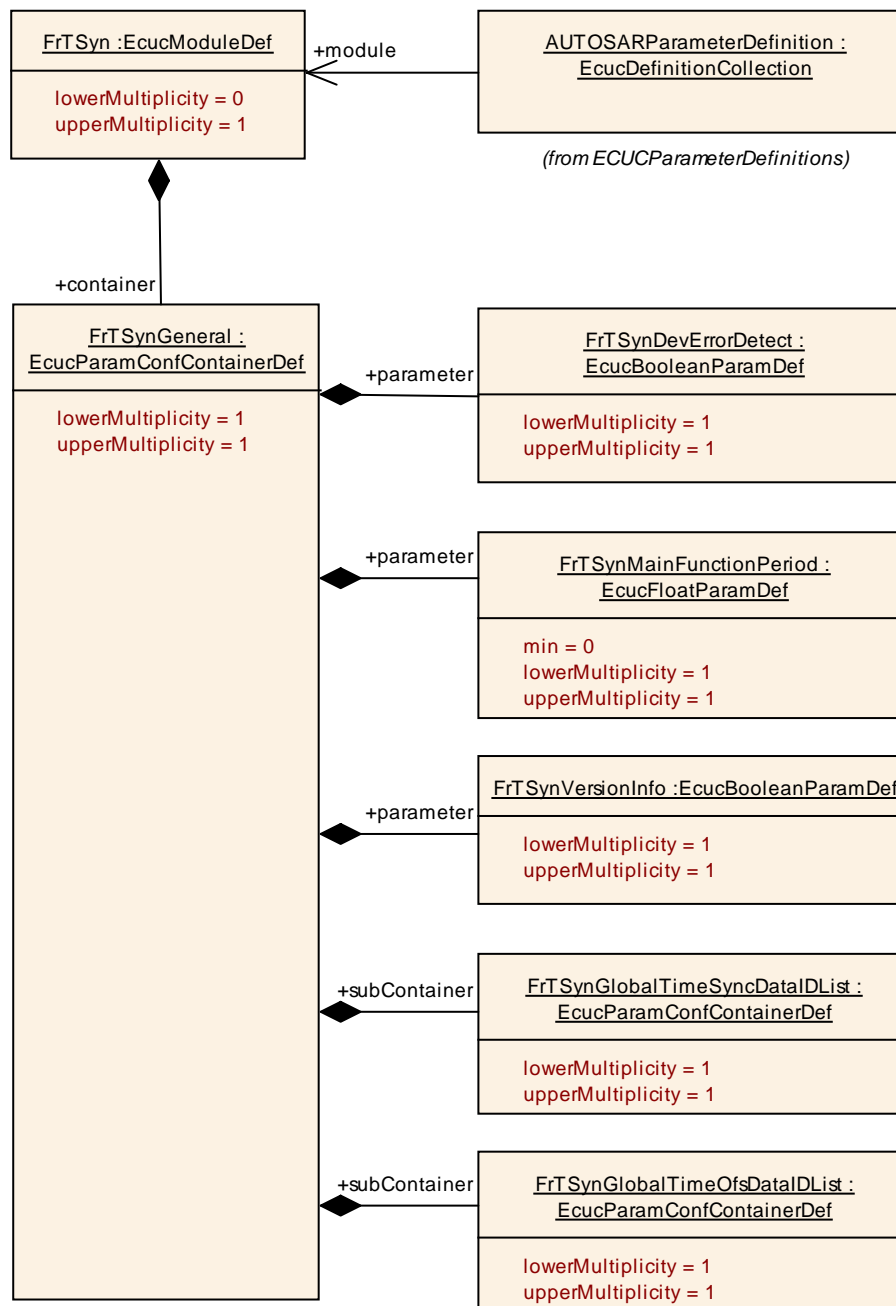 FrTSyn :EcucModuleDef
lowerMultiplicity = 0
upperMultiplicity = 1
+module
AUTOSARParameterDefinition :
EcucDefinitionCollection
(from ECUCParameterDefinitions)
+container
FrTSynGeneral :
EcucParamConfContainerDef
lowerMultiplicity = 1
upperMultiplicity = 1
+parameter
FrTSynDevErrorDetect :
EcucBooleanParamDef
lowerMultiplicity = 1
upperMultiplicity = 1
+parameter
FrTSynMainFunctionPeriod :
EcucFloatParamDef
min = 0
lowerMultiplicity = 1
upperMultiplicity = 1
+parameter
FrTSynVersionInfo :EcucBooleanParamDef
lowerMultiplicity = 1
upperMultiplicity = 1
+subContainer
FrTSynGlobalTimeSyncDataIDList :
EcucParamConfContainerDef
lowerMultiplicity = 1
upperMultiplicity = 1
+subContainer
FrTSynGlobalTimeOfsDataIDList :
EcucParamConfContainerDef
lowerMultiplicity = 1
upperMultiplicity = 1